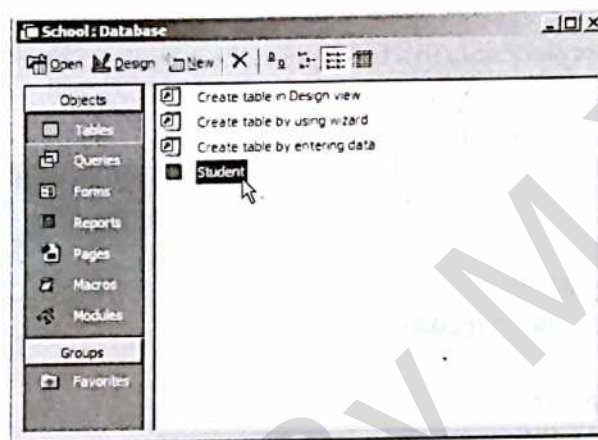 School : Database
Open Design New
Objects
Tables
Queries
Forms
Reports
Pages
Macros
Modules
Groups
Favorites
Create table in Design view
Create table by using wizard
Create table by entering data
Student